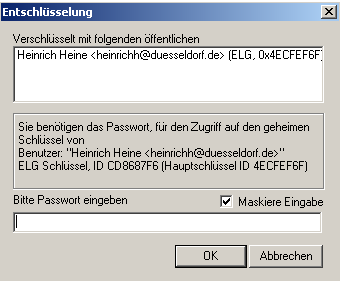 Entschlüsselung
Verschlüsselt mit folgenden öffentlichen
Heinrich Heine <heinrichh@duesseldorf.de> (ELG, 0x4ECFEF6F)
Sie benötigen das Passwort, für den Zugriff auf den geheimen
Schlüssel von
Benutzer: "Heinrich Heine <heinrichh@duesseldorf.de>"
ELG Schlüssel, ID CD8687F6 (Hauptschlüssel ID 4ECFEF6F)
Bitte Passwort eingeben
Maskiere Eingabe
OK
Abbrechen